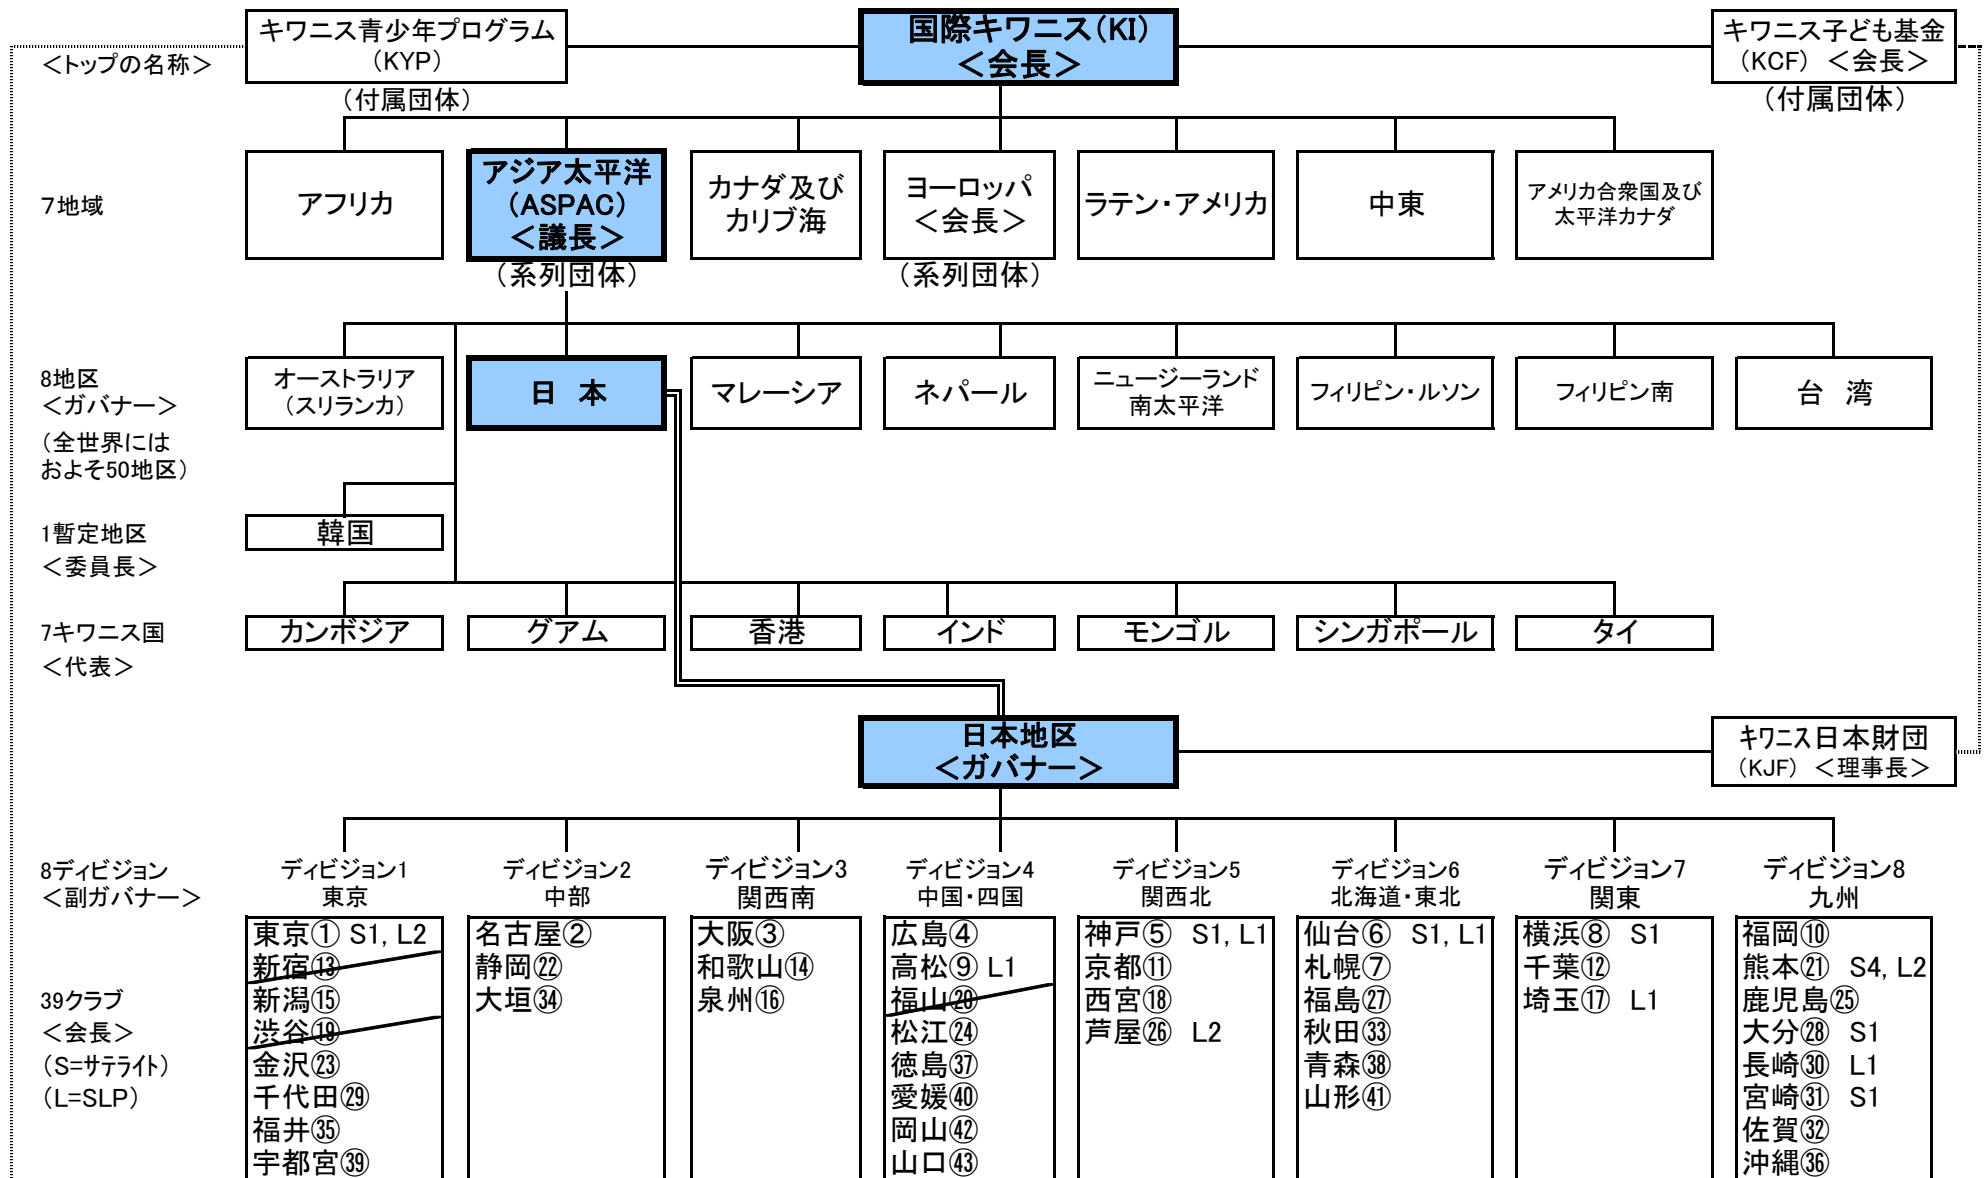 キワニス青少年プログラム
(KYP)
国際キワニス(KI)
＜会長＞
キワニス子ども基金
(KCF) ＜会長＞
＜トップの名称＞
(付属団体)
(付属団体)
7地域
アフリカ
アジア太平洋
(ASPAC)
＜議長＞
カナダ及び
カリブ海
ヨーロッパ
＜会長＞
ラテン・アメリカ
中東
アメリカ合衆国及び
太平洋カナダ
(系列団体)
(系列団体)
8地区
＜ガバナー＞
(全世界には
およそ50地区)
オーストラリア
(スリランカ)
日 本
マレーシア
ネパール
ニュージーランド
南太平洋
フィリピン・ルソン
フィリピン南
台 湾
1暫定地区
＜委員長＞
韓国
7キワニス国
＜代表＞
カンボジア
グアム
香港
インド
モンゴル
シンガポール
タイ
日本地区
＜ガバナー＞
キワニス日本財団
(KJF) ＜理事長＞
8ディビジョン
＜副ガバナー＞
ディビジョン1
東京
ディビジョン2
中部
ディビジョン3
関西南
ディビジョン4
中国・四国
ディビジョン5
関西北
ディビジョン6
北海道・東北
ディビジョン7
関東
ディビジョン8
九州
39クラブ
＜会長＞
(S=サテライト)
(L=SLP)
東京① S1, L2
新宿⑬
新潟⑮
渋谷⑲
金沢㉓
千代田㉙
福井㉟
宇都宮㊴
名古屋②
静岡㉒
大垣㉞
大阪③
和歌山⑭
泉州⑯
広島④
高松⑨ L1
福山⑳
松江㉔
徳島㊲
愛媛㊵
岡山㊷
山口㊸
神戸⑤ S1, L1
京都⑪
西宮⑱
芦屋㉖ L2
仙台⑥ S1, L1
札幌⑦
福島㉗
秋田㉝
青森㊳
山形㊶
横浜⑧ S1
千葉⑫
埼玉⑰ L1
福岡⑩
熊本㉑ S4, L2
鹿児島㉕
大分㉘ S1
長崎㉚ L1
宮崎㉛ S1
佐賀㉜
沖縄㊱